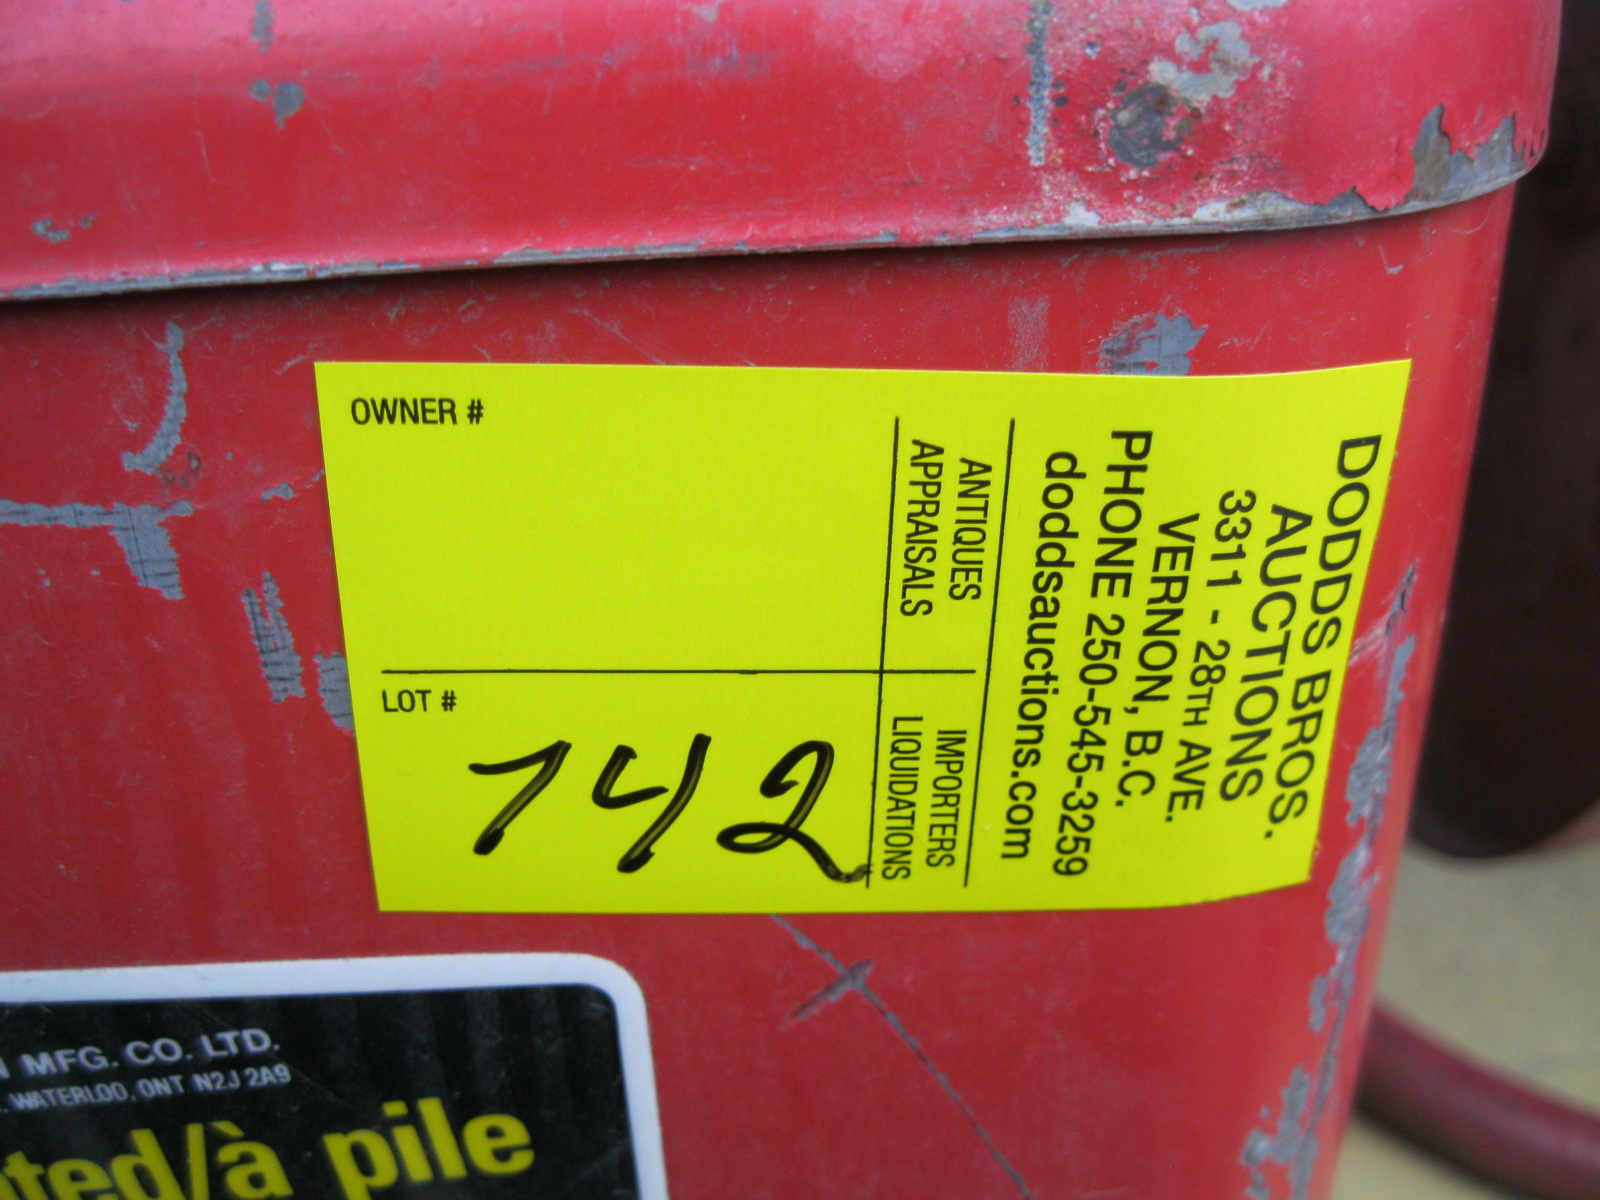 OWNER #
LOT #
742
DODDS BROS.
AUCTIONS
3311 - 28TH AVE.
VERNON, B.C.
PHONE 250-545-3259
doddsauctions.com
ANTIQUES
APPRAISALS
IMPORTERS
LIQUIDATIONS
MFG. CO. LTD.
WATERLOO, ONT N2J 2A9
/à pile